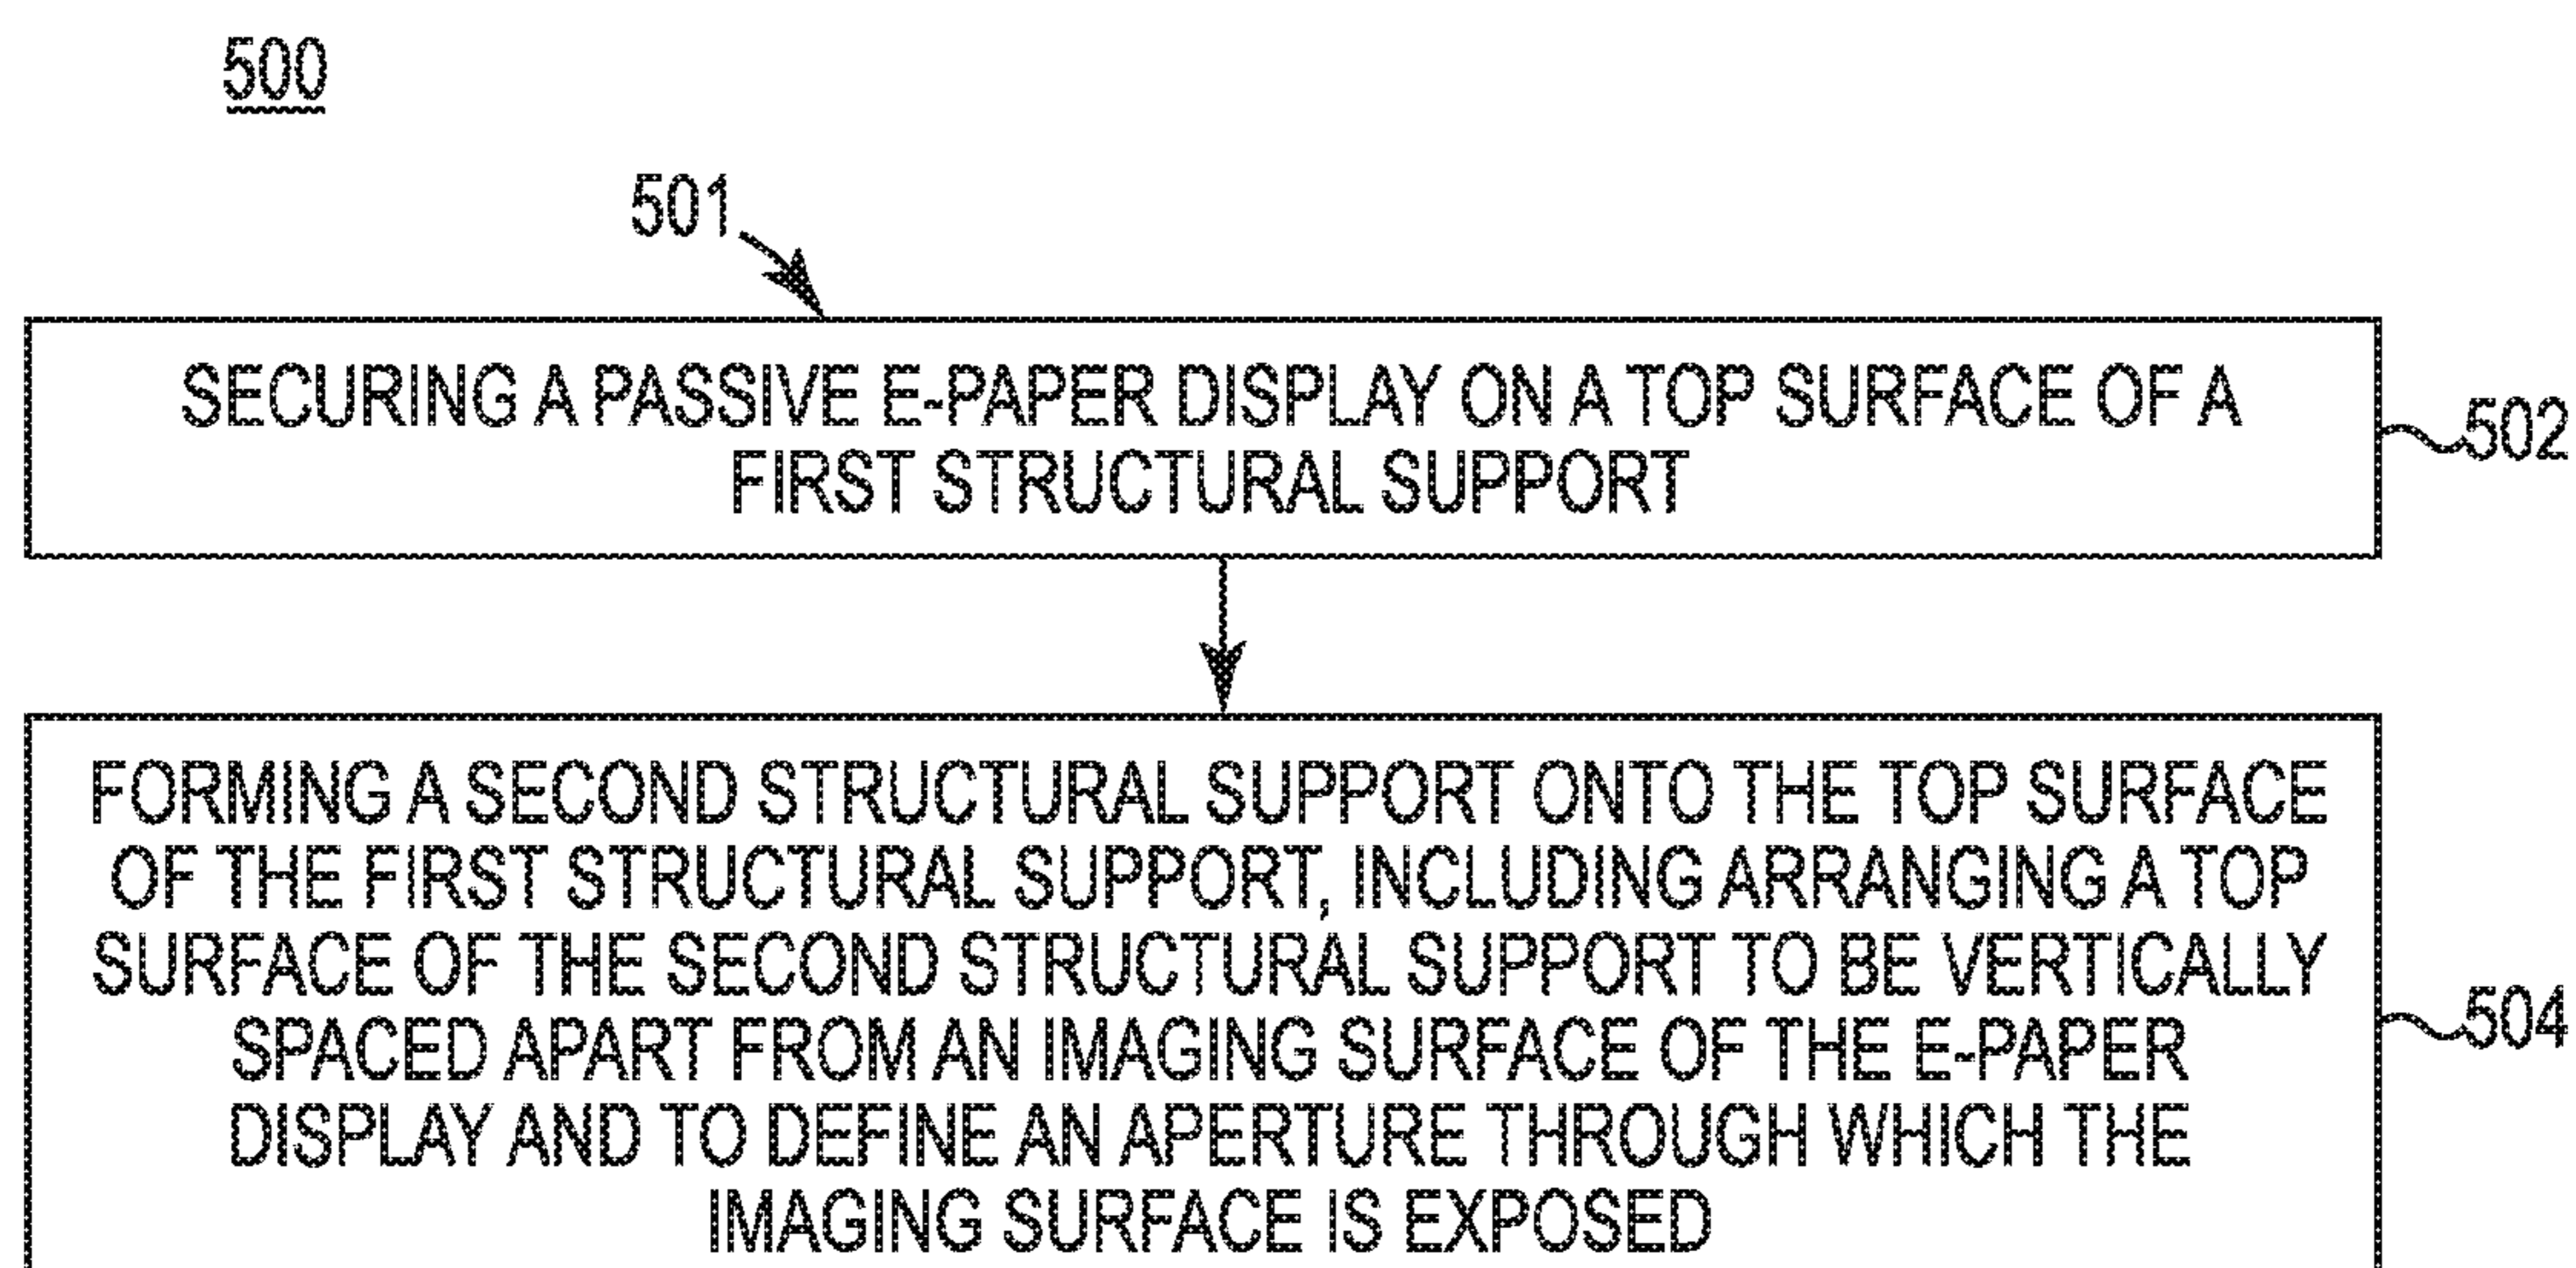 500
501
SECURING A PASSIVE E-PAPER DISPLAY ON A TOP SURFACE OF A
FIRST STRUCTURAL SUPPORT
502
FORMING A SECOND STRUCTURAL SUPPORT ONTO THE TOP SURFACE
OF THE FIRST STRUCTURAL SUPPORT, INCLUDING ARRANGING A TOP
SURFACE OF THE SECOND STRUCTURAL SUPPORT TO BE VERTICALLY
SPACED APART FROM AN IMAGING SURFACE OF THE E-PAPER
DISPLAY AND TO DEFINE AN APERTURE THROUGH WHICH THE
IMAGING SURFACE IS EXPOSED
504